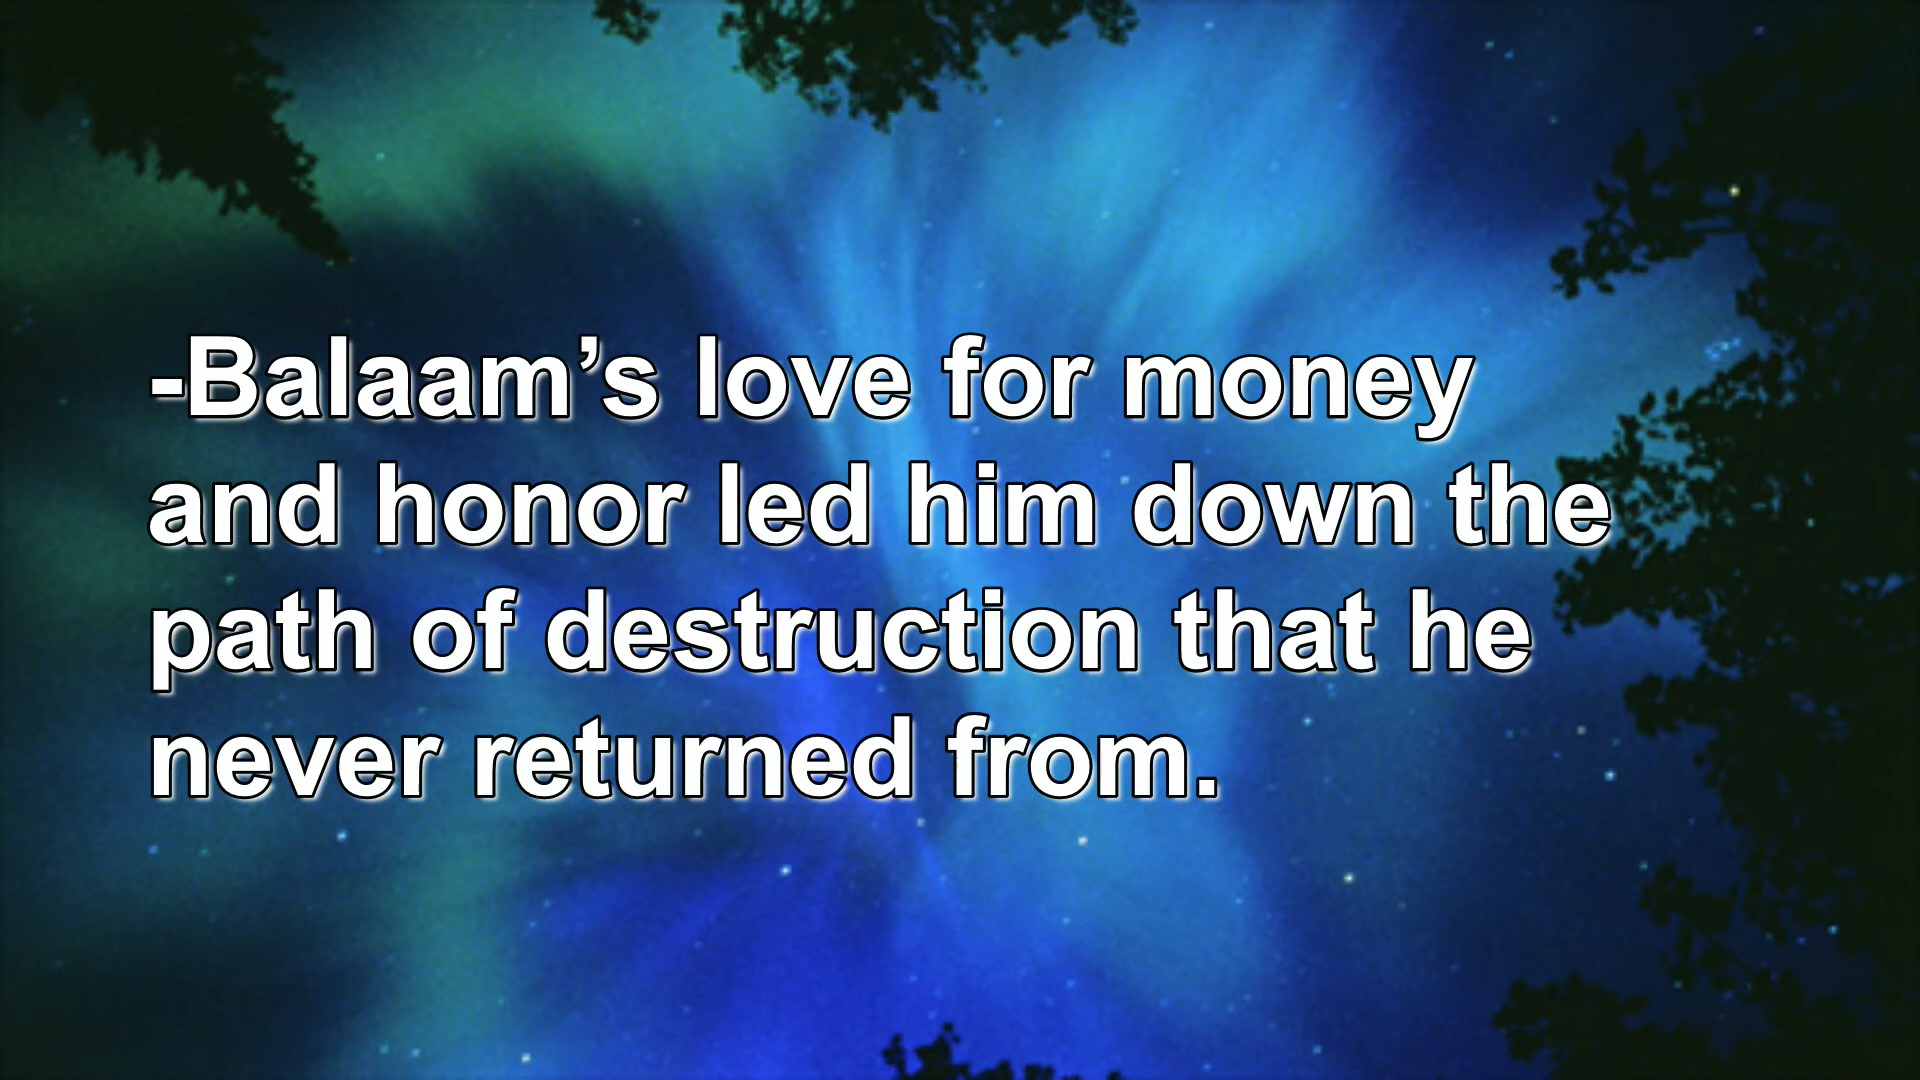 -Balaam’s love for money
and honor led him down the
path of destruction that he
never returned from.